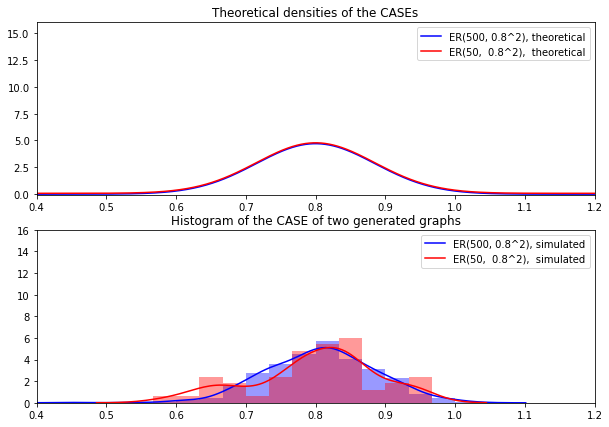 Theoretical densities of the CASEs
16
15.0
12.5
10.0
7.5
5.0
2.5
0.0
ER(500, 0.8^2), theoretical
ER(50,  0.8^2),  theoretical
0.4 0.5 0.6 0.7 0.8 0.9 1.0 1.1 1.2
Histogram of the CASE of two generated graphs
16
14
12
10
8
6
4
2
0
ER(500, 0.8^2), simulated
ER(50,  0.8^2),  simulated
0.4 0.5 0.6 0.7 0.8 0.9 1.0 1.1 1.2